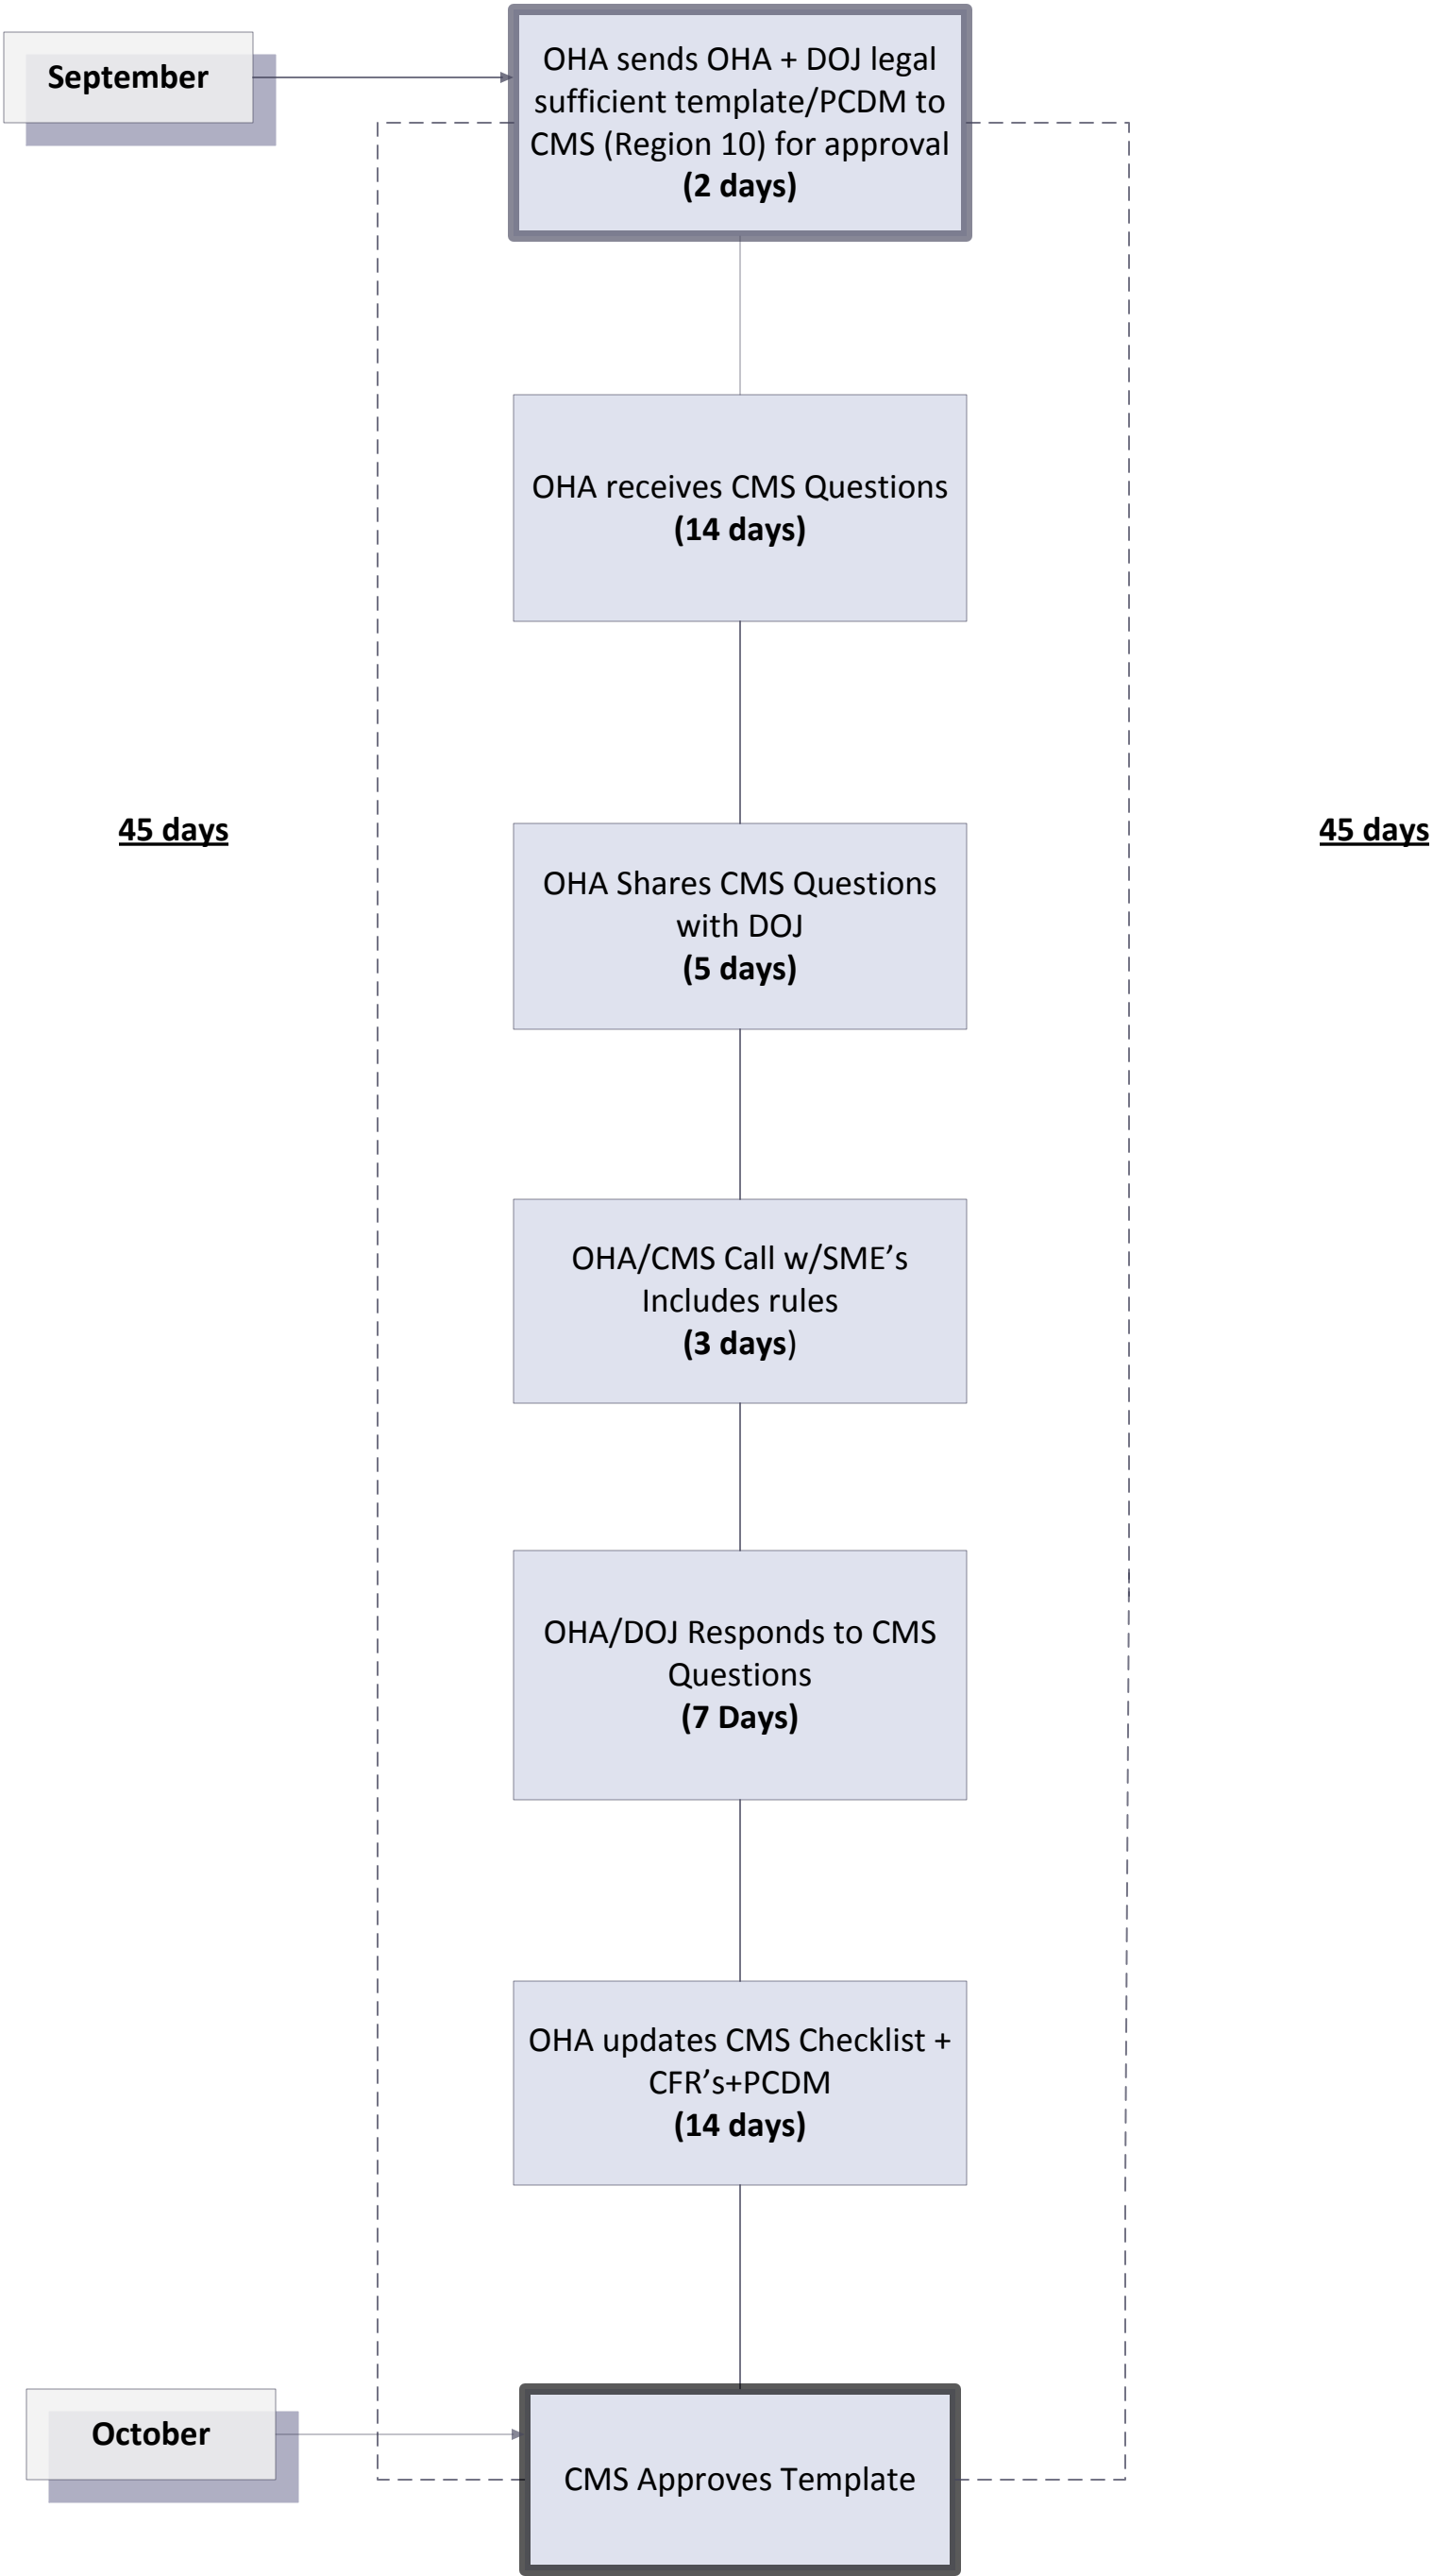 September
OHA sends OHA + DOJ legal
sufficient template/PCDM to
CMS (Region 10) for approval
(2 days)
OHA receives CMS Questions
(14 days)
45 days
45 days
OHA Shares CMS Questions
with DOJ
(5 days)
OHA/CMS Call w/SME’s
Includes rules
(3 days)
OHA/DOJ Responds to CMS
Questions
(7 Days)
OHA updates CMS Checklist +
CFR’s+PCDM
(14 days)
October
CMS Approves Template